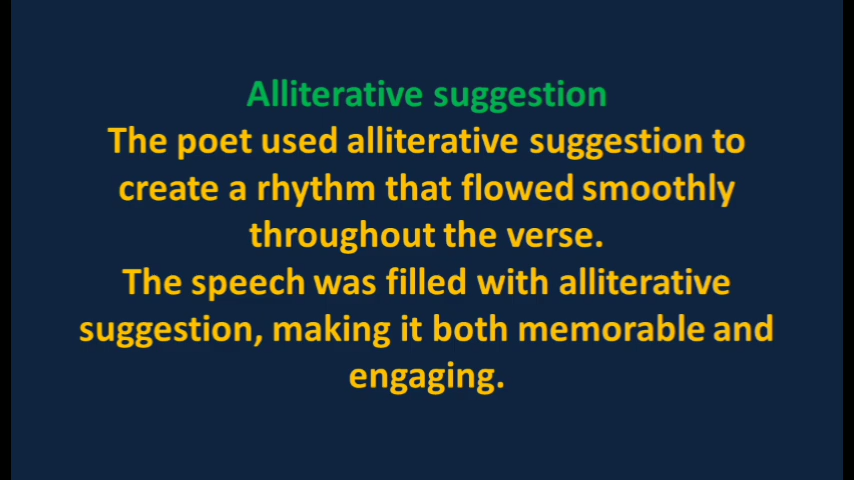 Alliterative suggestion
The poet used alliterative suggestion to
create a rhythm that flowed smoothly
throughout the verse.
The speech was filled with alliterative
suggestion, making it both memorable and
engaging.